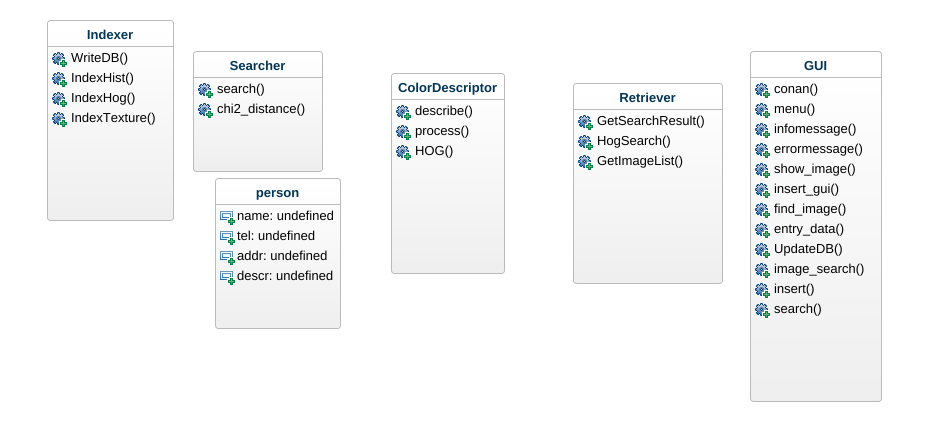 Indexer
WriteDB()
IndexHist()
IndexHog()
IndexTexture()
Searcher
search()
chi2_distance()
person
name: undefined
tel: undefined
addr: undefined
descr: undefined
ColorDescriptor
describe()
process()
HOG()
Retriever
GetSearchResult()
HogSearch()
GetImageList()
GUI
conan()
menu()
infomessage()
errormessage()
show_image()
insert_gui()
find_image()
entry_data()
UpdateDB()
image_search()
insert()
search()